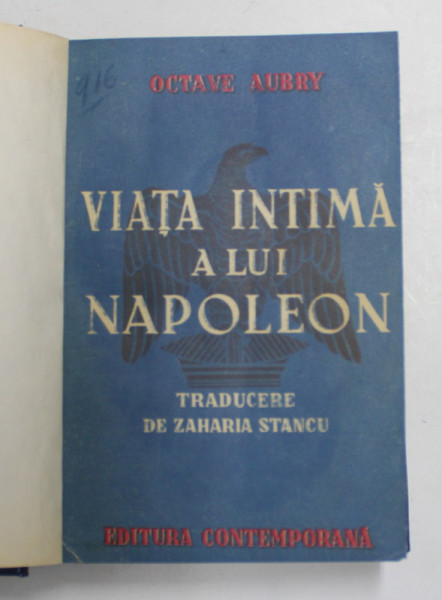 916
OCTAVE AUBRY
VIAȚA INTIMĂ
A LUI
NAPOLEON
TRADUCERE
DE ZAHARIA STANCU
EDITURA CONTEMPORANĂ